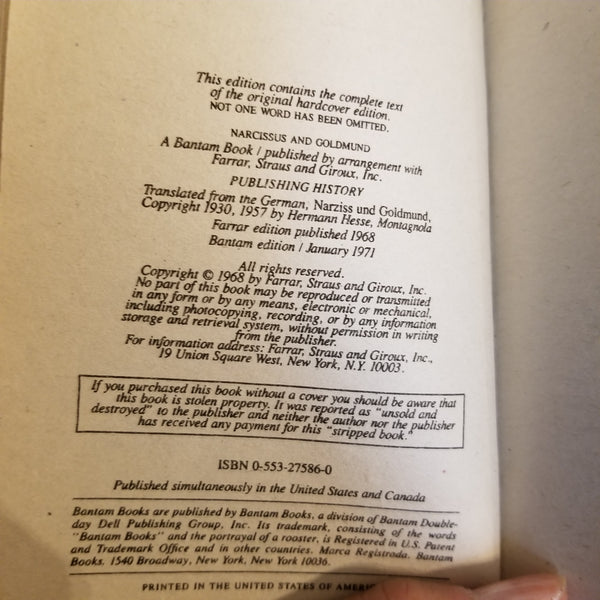 This edition contains the complete text
of the original hardcover edition.
NOT ONE WORD HAS BEEN OMITTED.
NARCISSUS AND GOLDMUND
A Bantam Book / published by arrangement with
Farrar, Straus and Giroux, Inc.
PUBLISHING HISTORY
Translated from the German, Narziss und Goldmund,
Copyright 1930, 1957 by Hermann Hesse, Montagnola
Farrar edition published 1968
Bantam edition / January 1971
All rights reserved.
Copyright © 1968 by Farrar, Straus and Giroux, Inc.
No part of this book may be reproduced or transmitted
in any form or by any means, electronic or mechanical,
including photocopying, recording, or by any information
storage and retrieval system, without permission in writing
from the publisher.
For information address: Farrar, Straus and Giroux, Inc.,
19 Union Square West, New York, N.Y. 10003.
If you purchased this book without a cover you should be aware that
this book is stolen property. It was reported as "unsold and
destroyed" to the publisher and neither the author nor the publisher
has received any payment for this "stripped book."
ISBN 0-553-27586-0
Published simultaneously in the United States and Canada
Bantam Books are published by Bantam Books, a division of Bantam Double-
day Dell Publishing Group, Inc. Its trademark, consisting of the words
"Bantam Books" and the portrayal of a rooster, is Registered in U.S. Patent
and Trademark Office and in other countries. Marca Registrada. Bantam
Books, 1540 Broadway, New York, New York 10036.
PRINTED IN THE UNITED STATES OF AMERIC